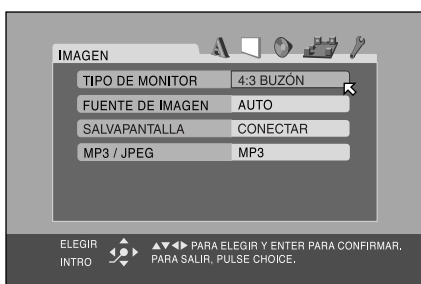 IMAGEN
TIPO DE MONITOR 4:3 BUZÓN
FUENTE DE IMAGEN AUTO
SALVAPANTALLA CONECTAR
MP3 / JPEG MP3
ELEGIR ▲▼◀▶ PARA ELEGIR Y ENTER PARA CONFIRMAR.
INTRO PARA SALIR, PULSE CHOICE.